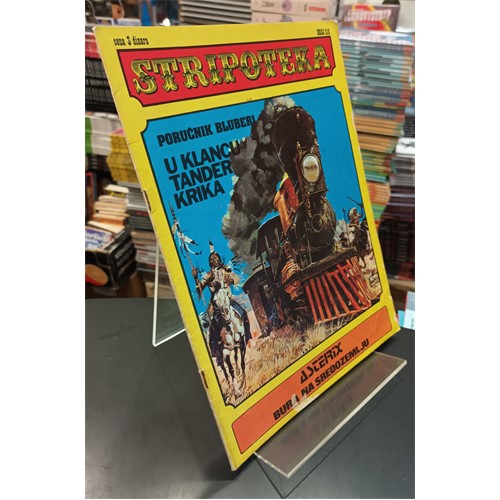 cena 3 dinara
STRIPOTEKA
PORUČNIK BLUBERI
U KLANCU
TANDER
KRIKA
ASTERIX
BURA NA SREDOZEMLJU